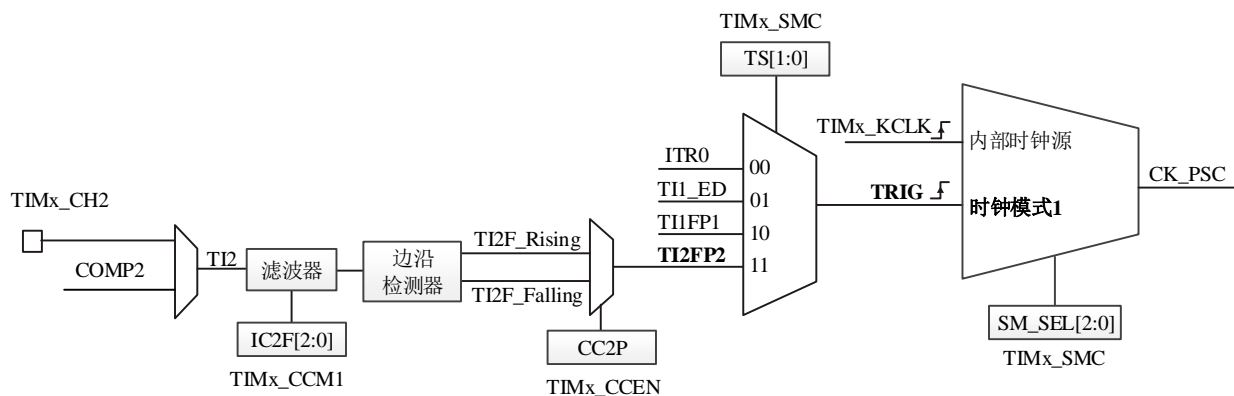 TIMx_SMC
TS[1:0]
TIMx_KCLK
内部时钟源
ITR0
00
CK_PSC
TI1_ED
01
TRIG
时钟模式1
TIMx_CH2
TI1FP1
10
TI2F_Rising
TI2FP2
11
COMP2
TI2
滤波器
边沿
检测器
TI2F_Falling
IC2F[2:0]
CC2P
SM_SEL[2:0]
TIMx_CCM1
TIMx_CCEN
TIMx_SMC